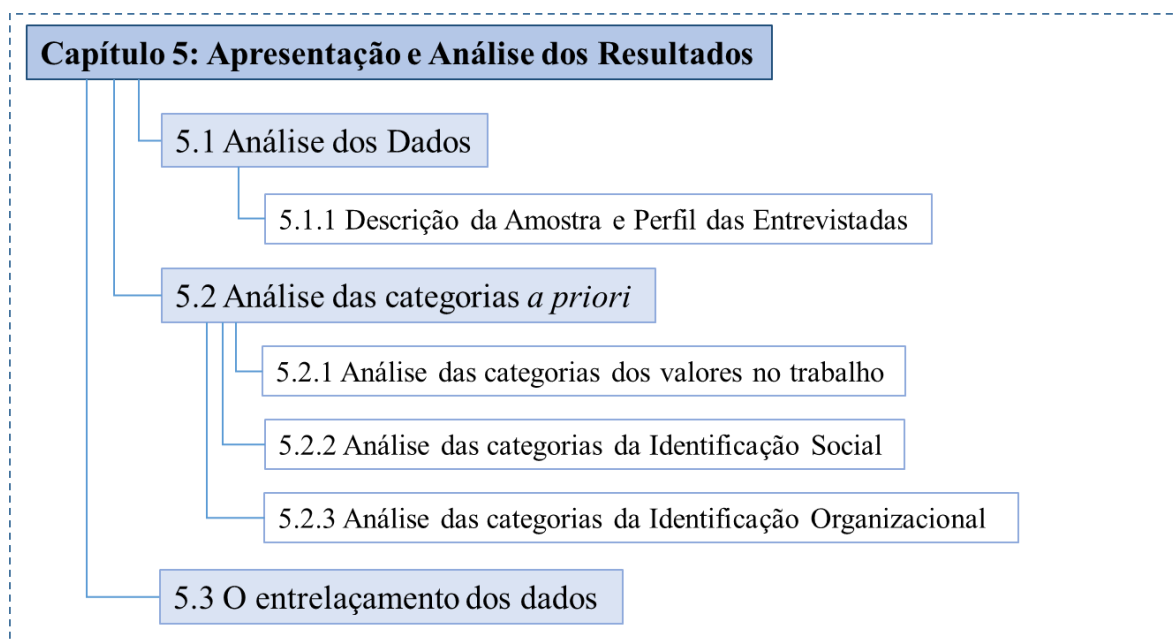 Capítulo 5: Apresentação e Análise dos Resultados
5.1 Análise dos Dados
5.1.1 Descrição da Amostra e Perfil das Entrevistadas
5.2 Análise das categorias a priori
5.2.1 Análise das categorias dos valores no trabalho
5.2.2 Análise das categorias da Identificação Social
5.2.3 Análise das categorias da Identificação Organizacional
5.3 O entrelaçamento dos dados